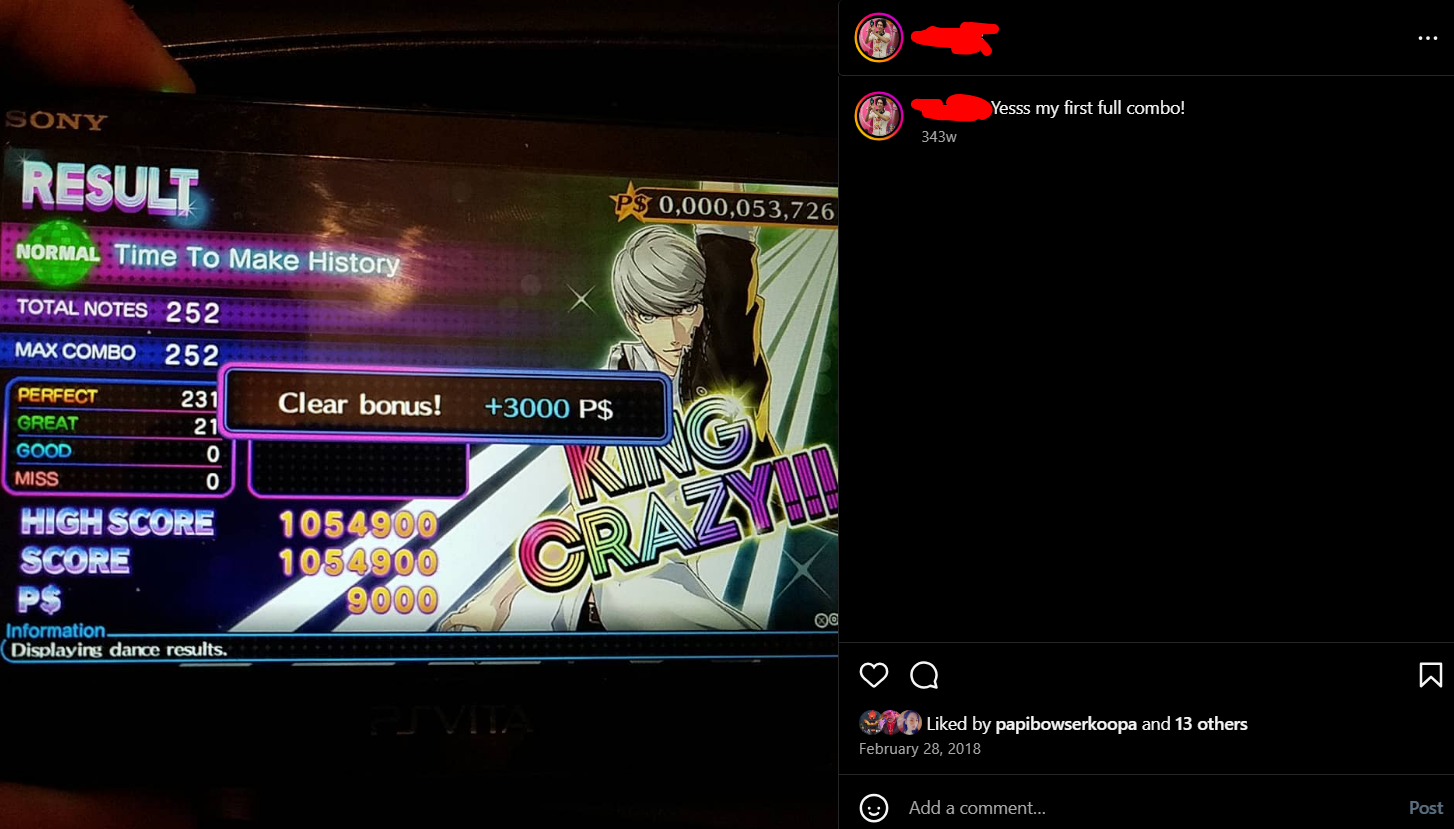 SONY
RESULT
P$ 0,000,053,726
NORMAL Time To Make History
TOTAL NOTES 252
MAX COMBO 252
PERFECT 231
GREAT 21
GOOD 0
MISS 0
Clear bonus! +3000 P$
KING
CRAZY!!!
HIGH SCORE 1054900
SCORE 1054900
P$ 9000
Information
Displaying dance results.
PSVITA
Yesss my first full combo!
343w
Liked by papibowserkoopa and 13 others
February 28, 2018
Add a comment...
Post